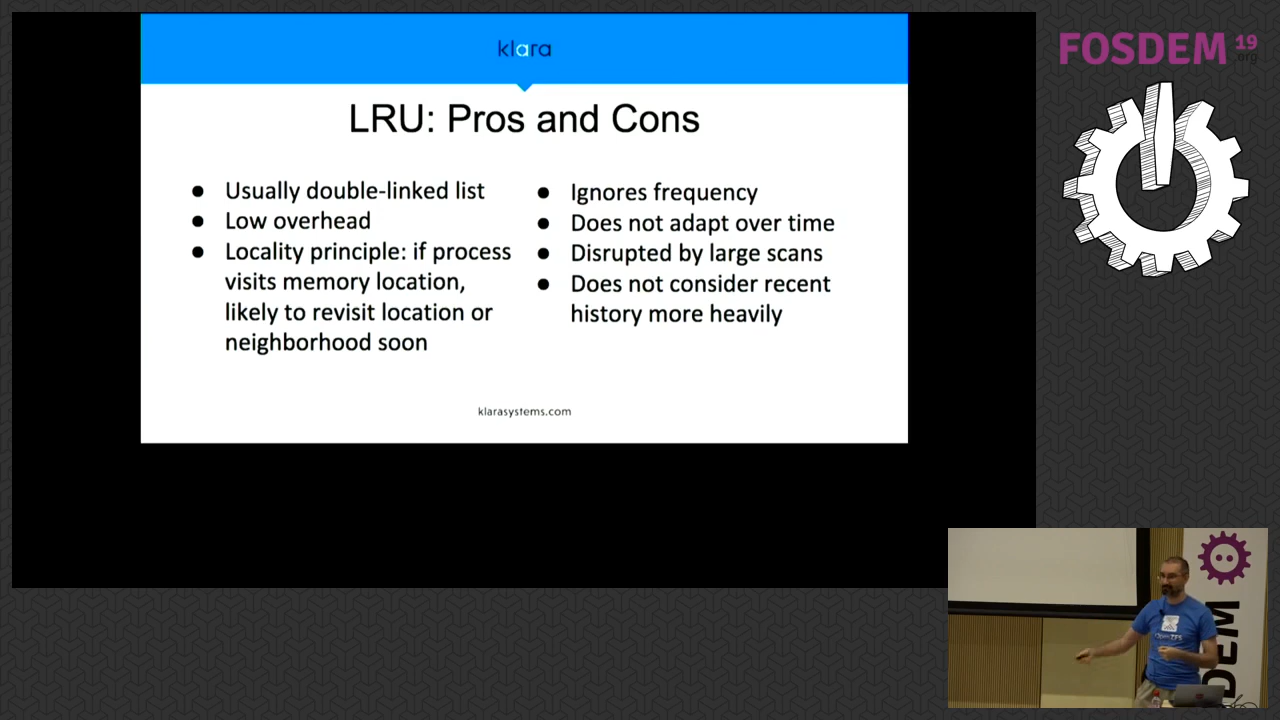 klara
LRU: Pros and Cons
● Usually double-linked list
● Low overhead
● Locality principle: if process
visits memory location,
likely to revisit location or
neighborhood soon
● Ignores frequency
● Does not adapt over time
● Disrupted by large scans
● Does not consider recent
history more heavily
klarasystems.com
FOSDEM 19
.org
OpenZFS
DEM